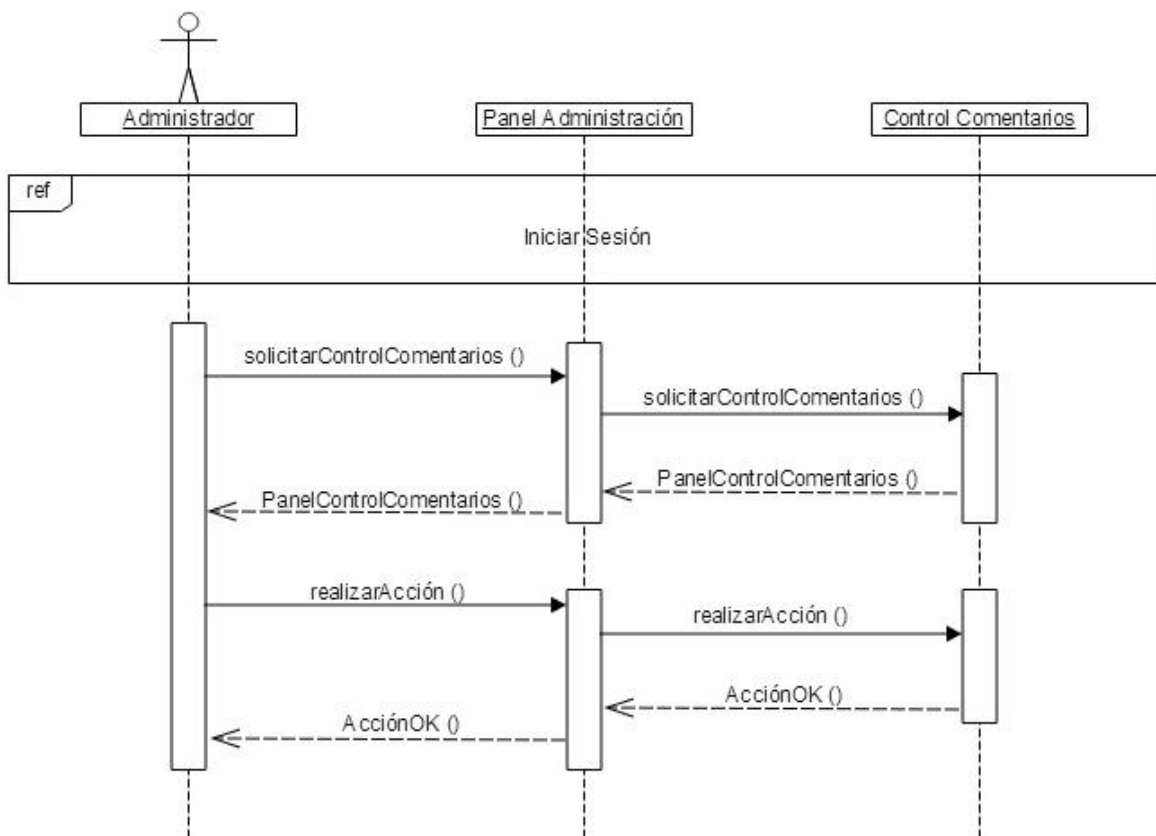 Administrador
Panel Administración
Control Comentarios
ref
Iniciar Sesión
solicitarControlComentarios ()
solicitarControlComentarios ()
PanelControlComentarios ()
PanelControlComentarios ()
realizarAcción ()
realizarAcción ()
AcciónOK ()
AcciónOK ()